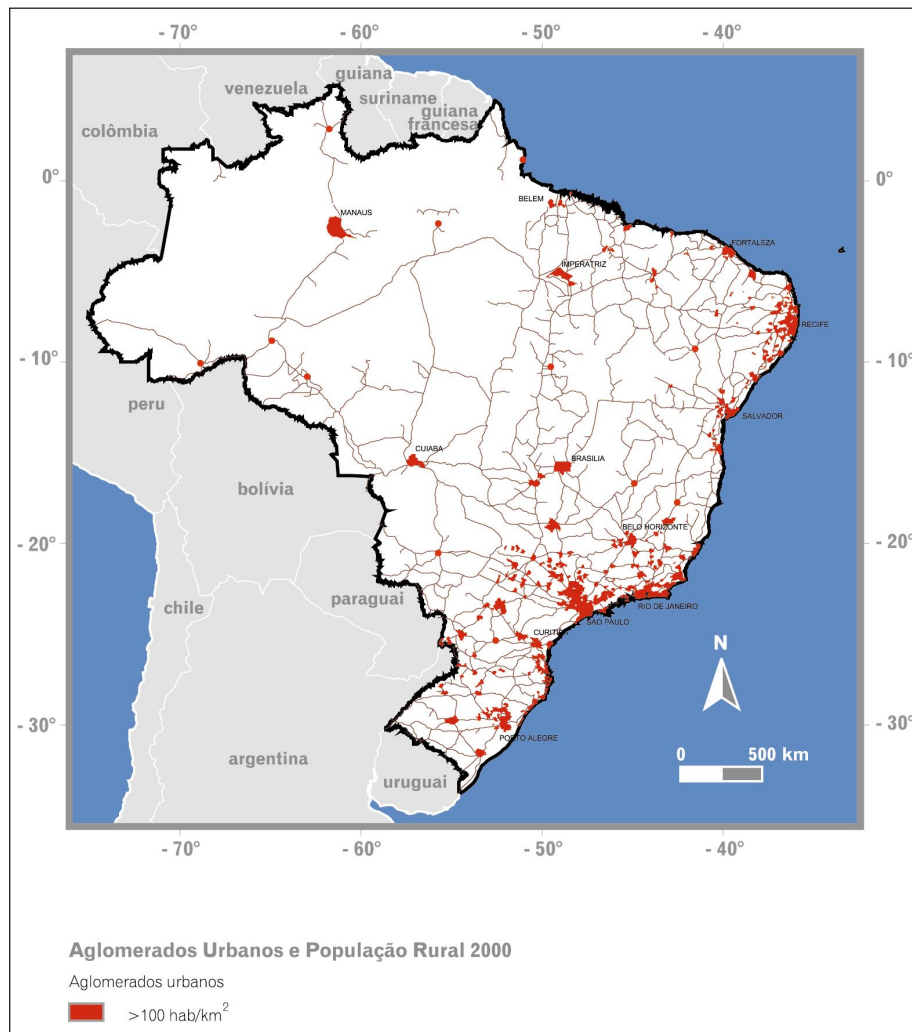 - 70° - 60° - 50° - 40°
guiana
venezuela
suriname
guiana
francesa
colômbia
0° 0°
BELEM
MANAUS
FORTALEZA
IMPERATRIZ
RECIFE
- 10° - 10°
peru
SALVADOR
CUIABA
BRASILIA
bolívia
BELO HORIZONTE
- 20° - 20°
paraguai
chile
RIO DE JANEIRO
SAO PAULO
CURITIBA
N
- 30° - 30°
PORTO ALEGRE
0 500 km
argentina
uruguai
- 70° - 60° - 50° - 40°
Aglomerados Urbanos e População Rural 2000
Aglomerados urbanos
>100 hab/km²